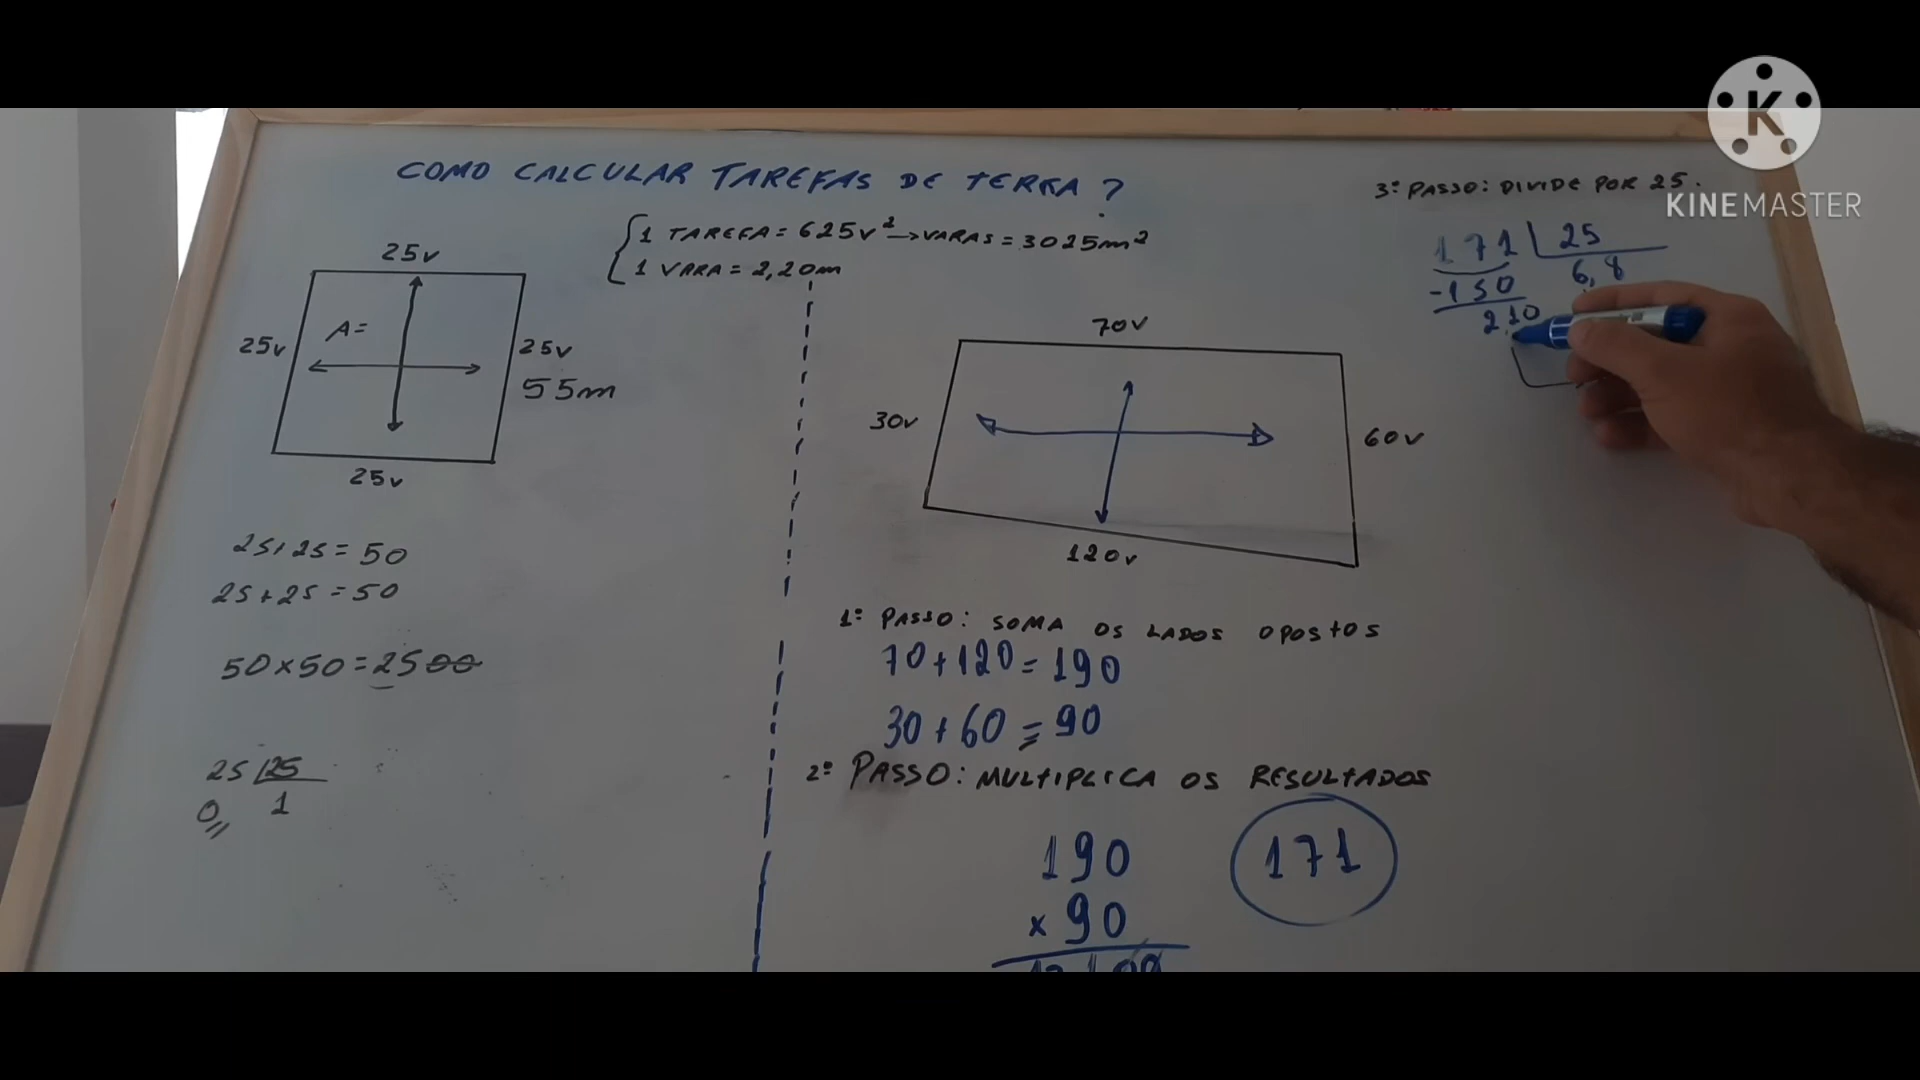 COMO CALCULAR TAREFAS DE TERRA?
1 TAREFA = 625v² → VARAS = 3025m²
1 VARA = 2,20m
25v
25v
A=
25v
55m
25v
25+25=50
25+25=50
50×50=2500
25 25
0 1
70v
30v
60v
120v
1º PASSO: SOMA OS LADOS OPOSTOS
70+120=190
30+60=90
2º PASSO: MULTIPLICA OS RESULTADOS
190
×90
171
3º PASSO: DIVIDE POR 25.
171 25
-150 6,8
210
K
KINEMASTER